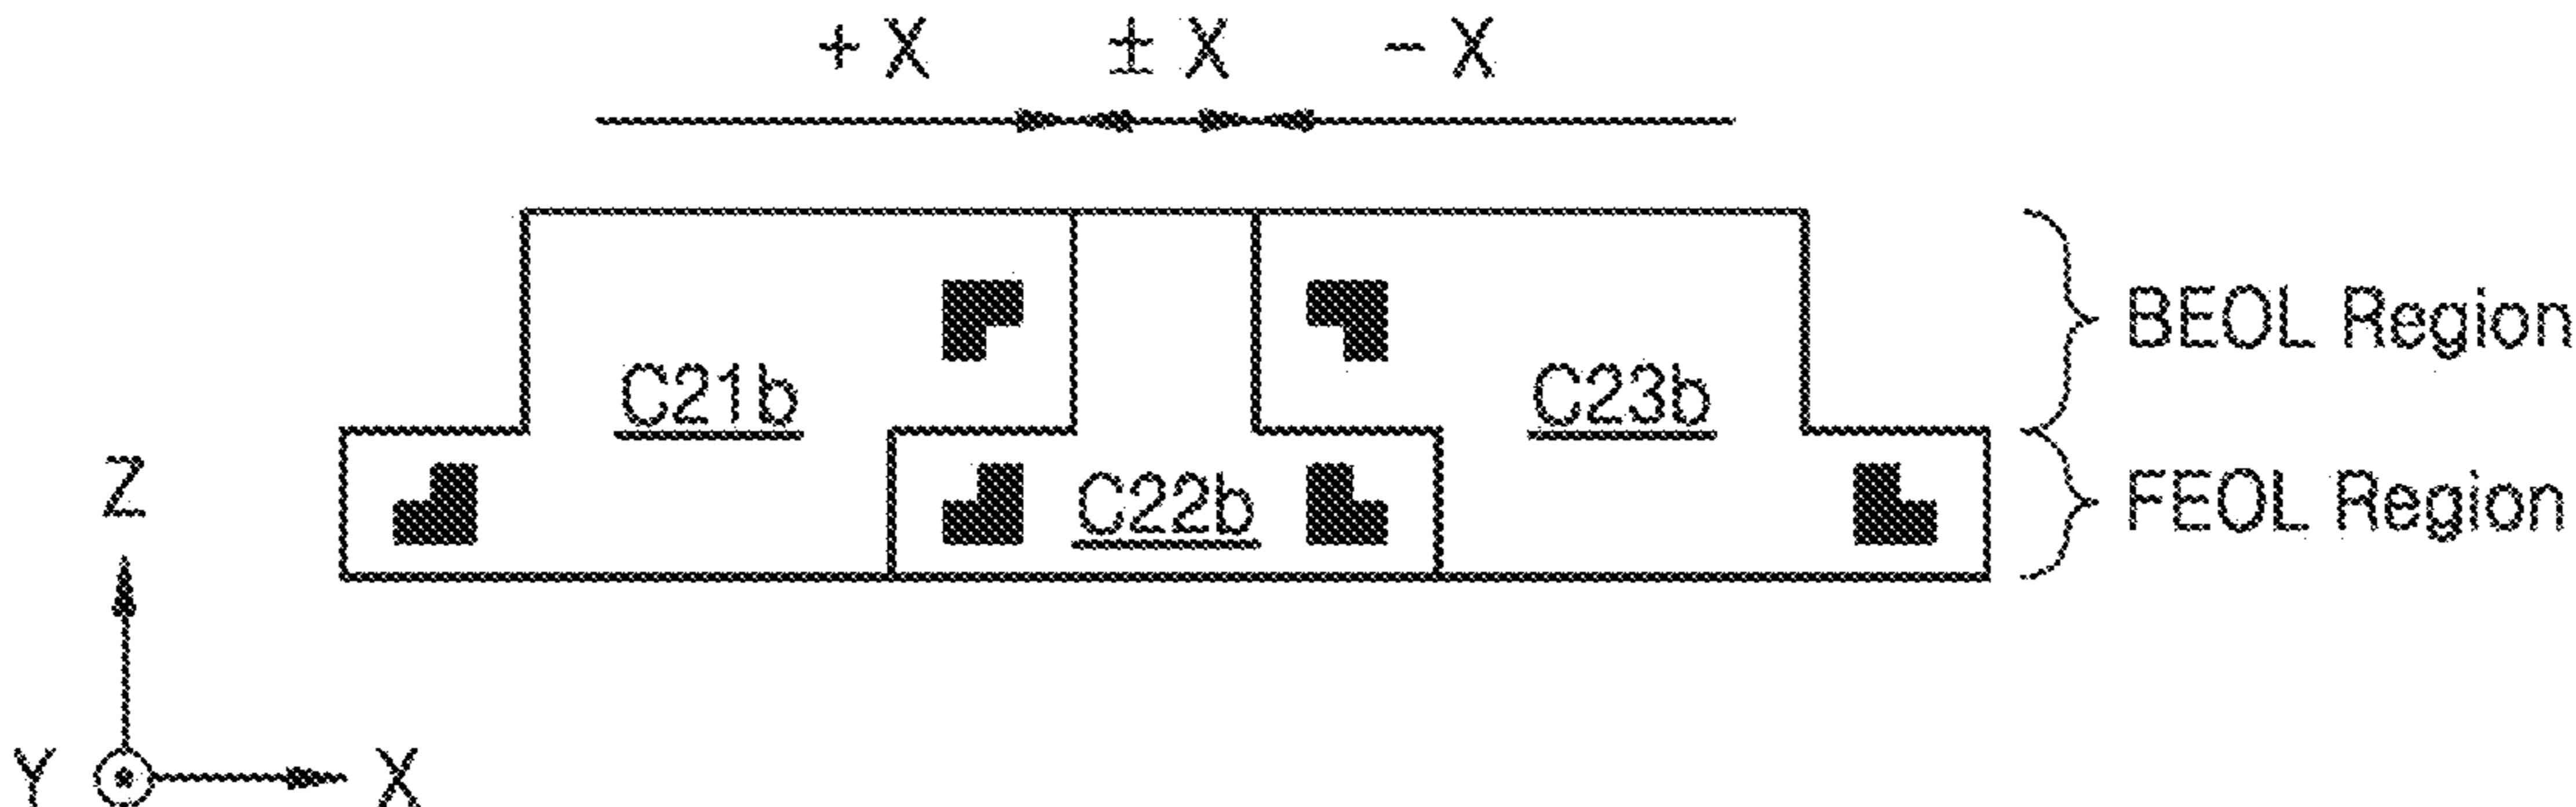 + X ± X - X
BEOL Region
C21b C23b
Z C22b FEOL Region
Y X